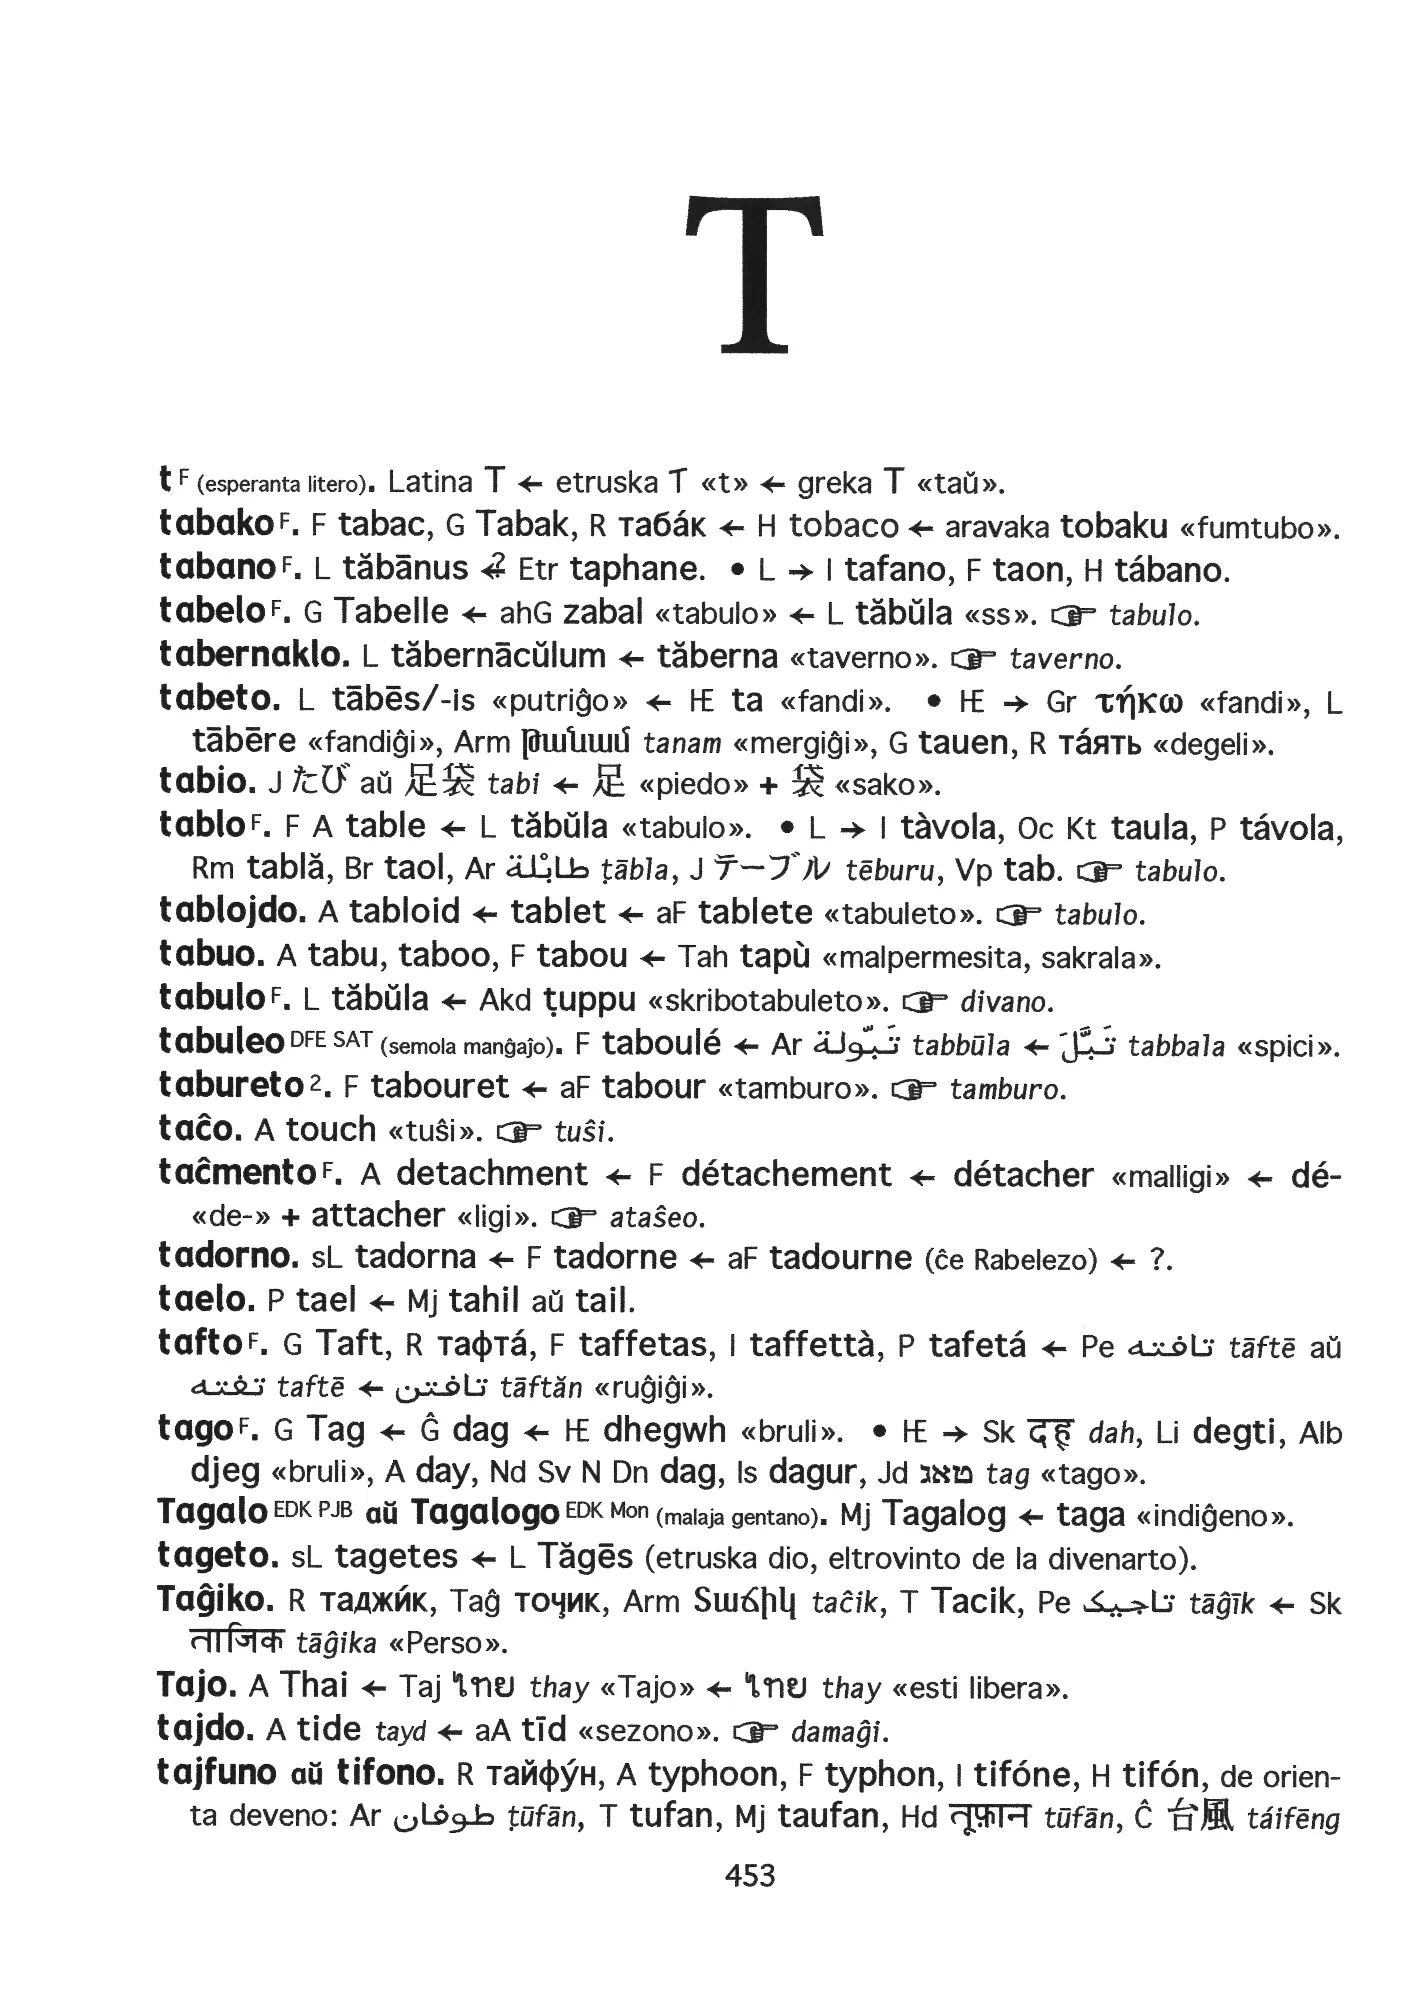 T
t F (esperanta litero). Latina T ← etruska T «t» ← greka T «taŭ».
tabako F. F tabac, G Tabak, R табáк ← H tobaco ← aravaka tobaku «fumtubo».
tabano F. L tăbānus ←? Etr taphane. • L → I tafano, F taon, H tábano.
tabelo F. G Tabelle ← ahG zabal «tabulo» ← L tăbŭla «ss». ☞ tabulo.
tabernaklo. L tăbernācŭlum ← tăberna «taverno». ☞ taverno.
tabeto. L tābēs/-is «putriĝo» ← HE ta «fandi». • HE → Gr τήκω «fandi», L
tābēre «fandiĝi», Arm թանամ tanam «mergiĝi», G tauen, R тáять «degeli».
tabio. J たび aŭ 足袋 tabi ← 足 «piedo» + 袋 «sako».
tablo F. F A table ← L tăbŭla «tabulo». • L → I tàvola, Oc Kt taula, P távola,
Rm tablă, Br taol, Ar طابْلة ṭābla, J テーブル tēburu, Vp tab. ☞ tabulo.
tablojdo. A tabloid ← tablet ← aF tablete «tabuleto». ☞ tabulo.
tabuo. A tabu, taboo, F tabou ← Tah tapù «malpermesita, sakrala».
tabulo F. L tăbŭla ← Akd ṭuppu «skribotabuleto». ☞ divano.
tabuleo DFE SAT (semola manĝaĵo). F taboulé ← Ar تَبّولة tabbūla ← تَبَّلَ tabbala «spici».
tabureto 2. F tabouret ← aF tabour «tamburo». ☞ tamburo.
taĉo. A touch «tuŝi». ☞ tuŝi.
taĉmento F. A detachment ← F détachement ← détacher «malligi» ← dé-
«de-» + attacher «ligi». ☞ ataŝeo.
tadorno. sL tadorna ← F tadorne ← aF tadourne (ĉe Rabelezo) ← ?.
taelo. P tael ← Mj tahil aŭ tail.
tafto F. G Taft, R тафтá, F taffetas, I taffettà, P tafetá ← Pe تافته tāftē aŭ
تفته taftē ← تافتن tāftăn «ruĝiĝi».
tago F. G Tag ← Ĝ dag ← HE dhegwh «bruli». • HE → Sk दह् dah, Li degti, Alb
djeg «bruli», A day, Nd Sv N Dn dag, Is dagur, Jd טאג tag «tago».
Tagalo EDK PJB aŭ Tagalogo EDK Mon (malaja gentano). Mj Tagalog ← taga «indiĝeno».
tageto. sL tagetes ← L Tăgēs (etruska dio, eltrovinto de la divenarto).
Taĝiko. R таджи́к, Taĝ тоҷик, Arm Տաճիկ taĉik, T Tacik, Pe تاجیک tāĝīk ← Sk
ताजिक tāĝika «Perso».
Tajo. A Thai ← Taj ไทย thay «Tajo» ← ไทย thay «esti libera».
tajdo. A tide tayd ← aA tīd «sezono». ☞ damaĝi.
tajfuno aŭ tifono. R тайфу́н, A typhoon, F typhon, I tifóne, H tifón, de orien-
ta deveno: Ar طوفان ṭūfān, T tufan, Mj taufan, Hd तूफ़ान tūfān, Ĉ 台風 táifēng
453